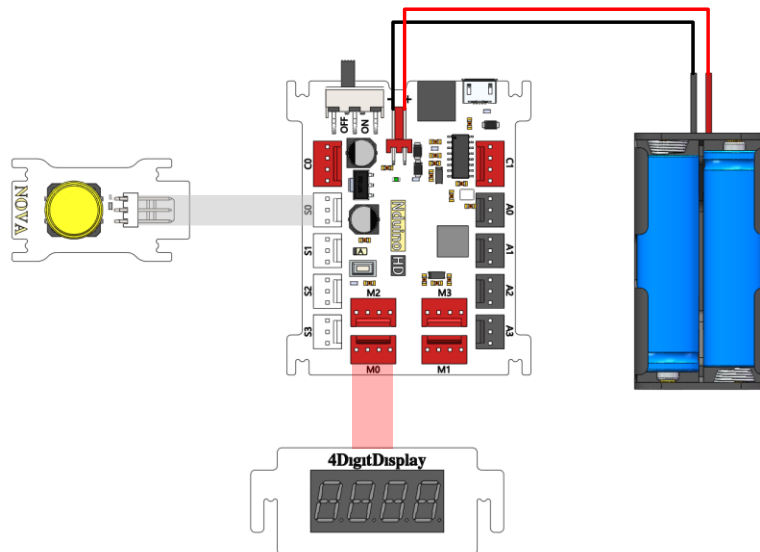 OFF
ON
C0
C1
NOVA
S0
A0
Nduino
S1
A1
A
HD
M2
M3
S2
A2
S3
A3
M0
M1
4DigitDisplay